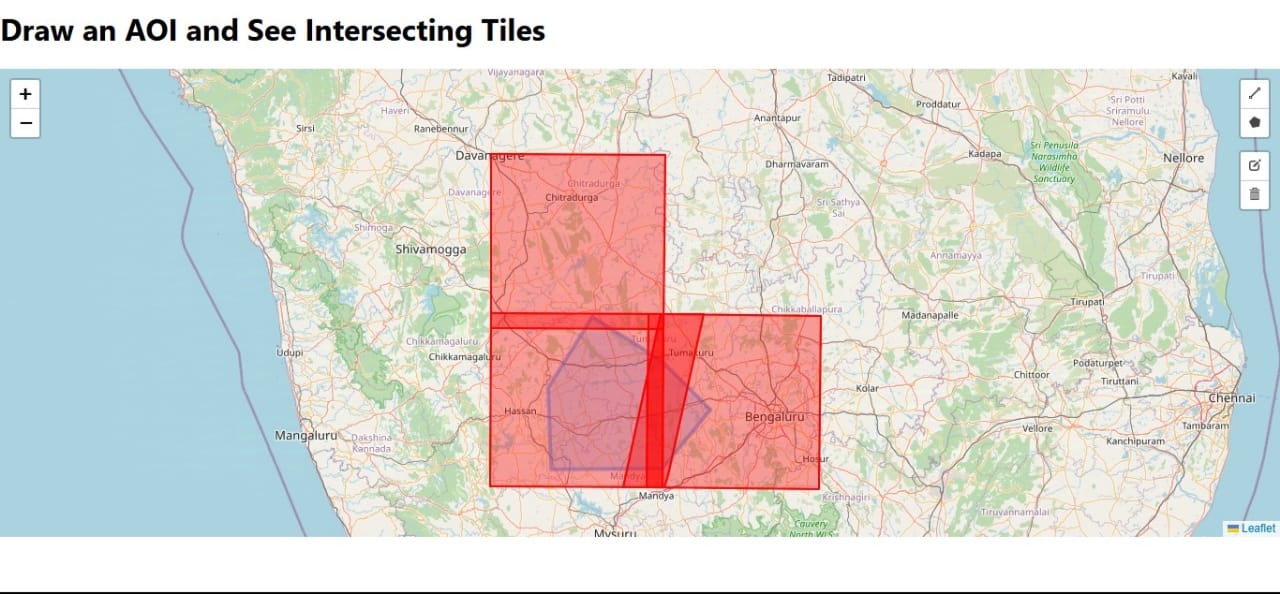 Draw an AOI and See Intersecting Tiles
Vijayanagara
Tadipatri
Kavali
+
Haveri
Proddatur
Sri Potti
Sriramulu
Nellore
−
Sirsi
Ranebennur
Anantapur
Davanagere
Dharmavaram
Kadapa
Sri Penusila
Narasimha
Wildlife
Sanctuary
Nellore
Davanagere
Chitradurga
Chitradurga
Sri Sathya
Sai
Shimoga
Shivamogga
Annamayya
Tirupati
Chikkaballapura
Tirupati
Madanapalle
Chikkamagaluru
Udupi
Chikkamagaluru
Tumakuru
Podaturpet
Chittoor
Tiruttani
Kolar
Chennai
Hassan
Bengaluru
Mangaluru
Dakshina
Kannada
Vellore
Tambaram
Kanchipuram
Hosur
Mandya
Mandya
Krishnagiri
Tiruvannamalai
Cauvery
North WLS
Mysuru
Leaflet